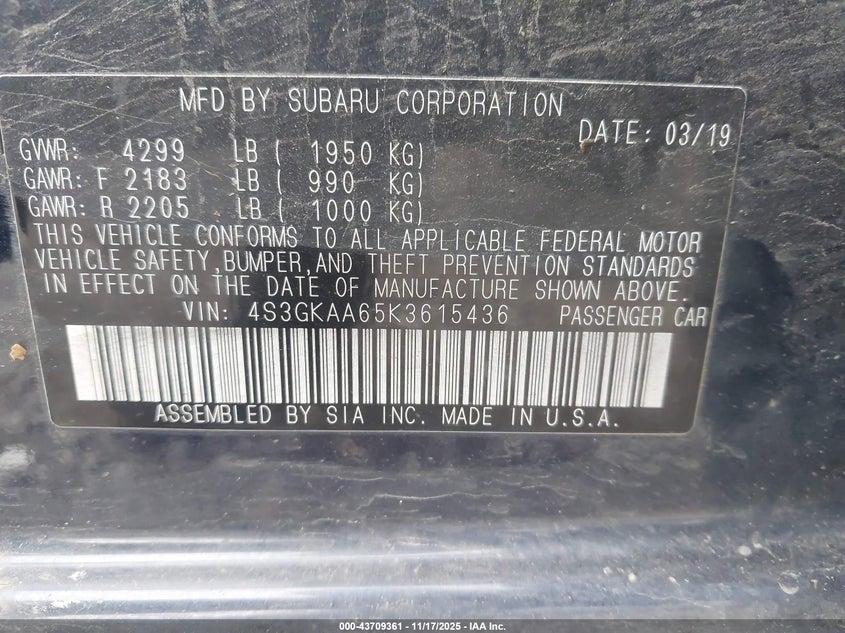 MFD BY SUBARU CORPORATION
DATE: 03/19
GVWR: 4299 LB ( 1950 KG)
GAWR: F 2183 LB ( 990 KG)
GAWR: R 2205 LB ( 1000 KG)
THIS VEHICLE CONFORMS TO ALL APPLICABLE FEDERAL MOTOR
VEHICLE SAFETY, BUMPER, AND THEFT PREVENTION STANDARDS
IN EFFECT ON THE DATE OF MANUFACTURE SHOWN ABOVE.
VIN: 4S3GKAA65K3615436 PASSENGER CAR
ASSEMBLED BY SIA INC. MADE IN U.S.A.
000-43709361 - 11/17/2025 - IAA Inc.